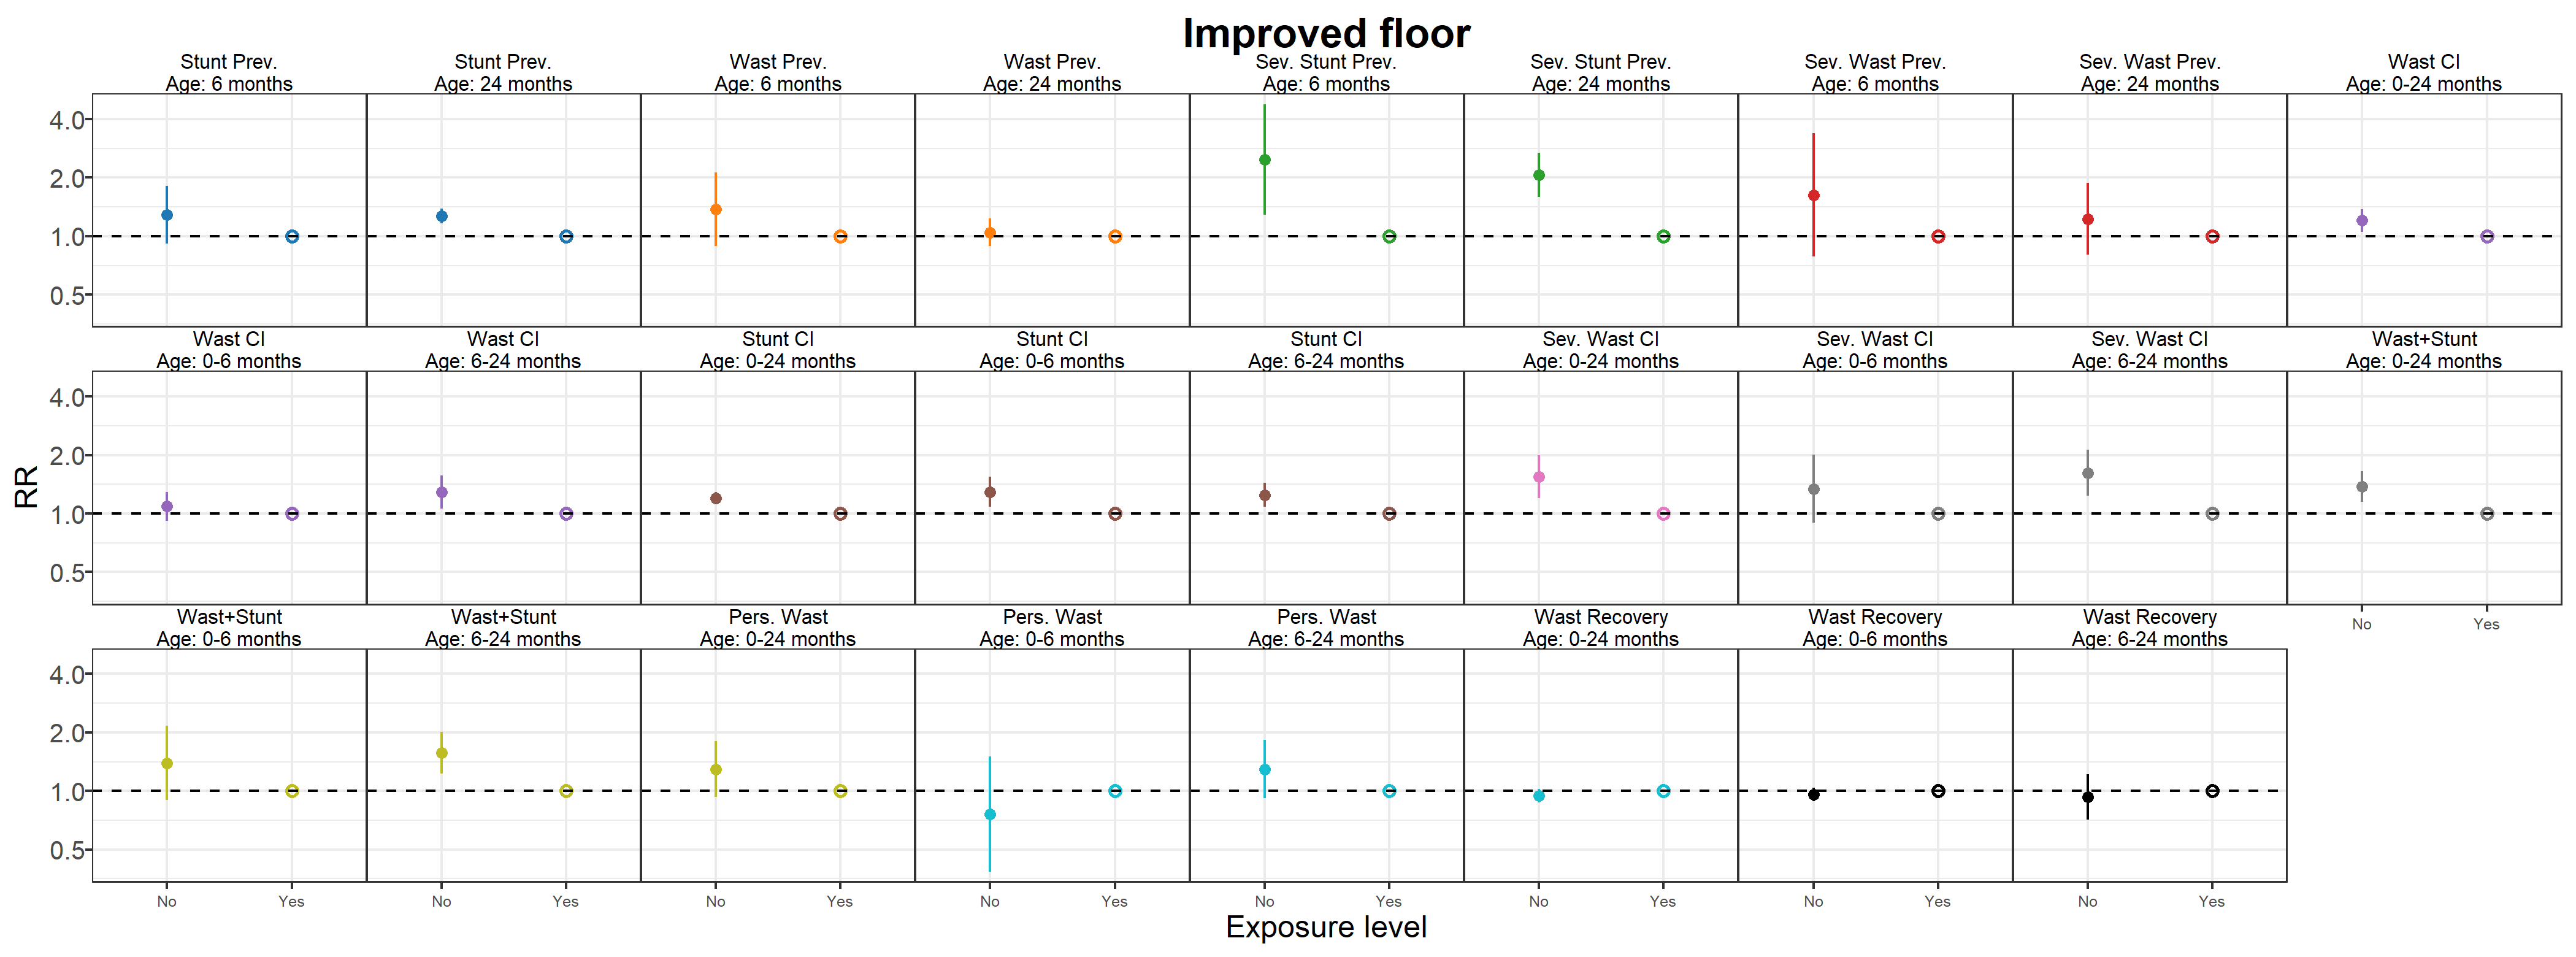 Improved floor
Stunt Prev.
Age: 6 months
Stunt Prev.
Age: 24 months
Wast Prev.
Age: 6 months
Wast Prev.
Age: 24 months
Sev. Stunt Prev.
Age: 6 months
Sev. Stunt Prev.
Age: 24 months
Sev. Wast Prev.
Age: 6 months
Sev. Wast Prev.
Age: 24 months
Wast CI
Age: 0-24 months
4.0
2.0
1.0
0.5
Wast CI
Age: 0-6 months
Wast CI
Age: 6-24 months
Stunt CI
Age: 0-24 months
Stunt CI
Age: 0-6 months
Stunt CI
Age: 6-24 months
Sev. Wast CI
Age: 0-24 months
Sev. Wast CI
Age: 0-6 months
Sev. Wast CI
Age: 6-24 months
Wast+Stunt
Age: 0-24 months
4.0
2.0
1.0
0.5
RR
No Yes
Wast+Stunt
Age: 0-6 months
Wast+Stunt
Age: 6-24 months
Pers. Wast
Age: 0-24 months
Pers. Wast
Age: 0-6 months
Pers. Wast
Age: 6-24 months
Wast Recovery
Age: 0-24 months
Wast Recovery
Age: 0-6 months
Wast Recovery
Age: 6-24 months
4.0
2.0
1.0
0.5
No Yes No Yes No Yes No Yes No Yes No Yes No Yes No Yes
Exposure level